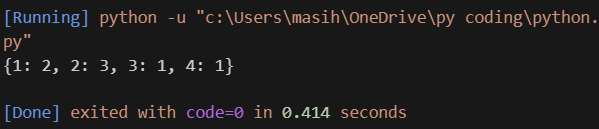 [Running] python -u "c:\Users\masih\OneDrive\py coding\python.
py"
{1: 2, 2: 3, 3: 1, 4: 1}
[Done] exited with code=0 in 0.414 seconds